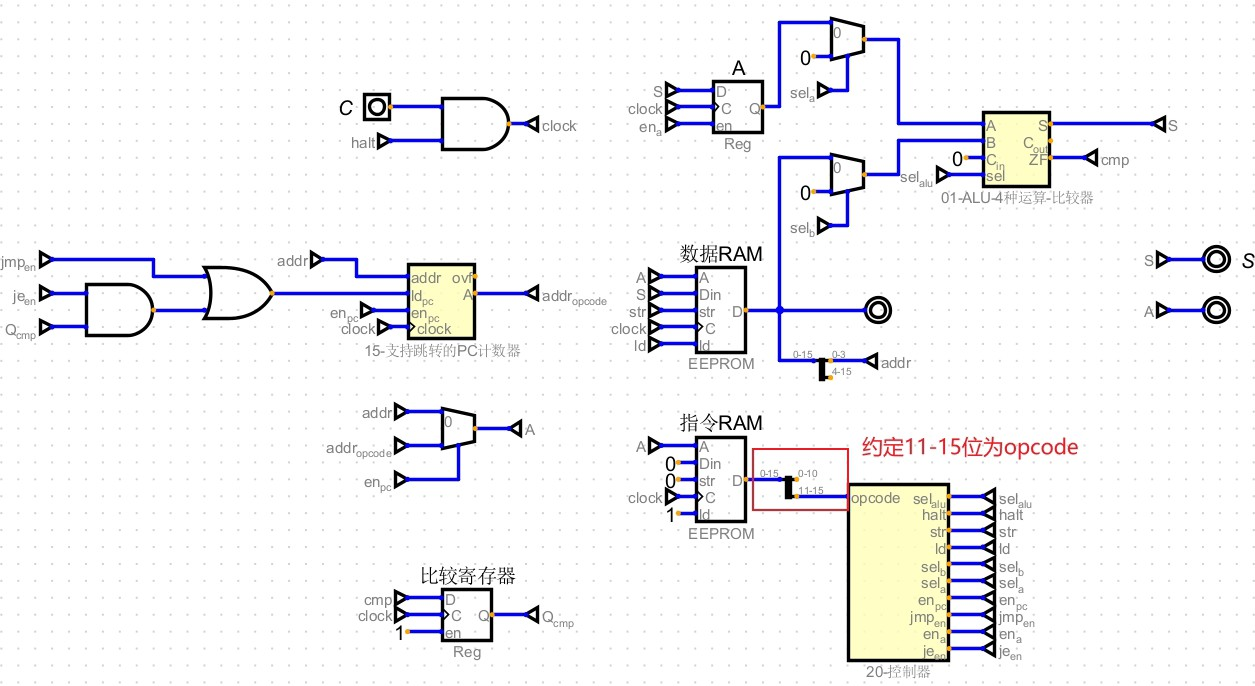 C
halt
clock
A
S
clock
en_a
D
C
en
Q
Reg
0
0
sel_a
0
0
sel_b
0
sel_alu
A
B
C_in
sel
S
C_out
ZF
S
cmp
01-ALU-4种运算-比较器
jmp_en
je_en
Q_cmp
addr
en_pc
clock
addr
ld_pc
en_pc
clock
ovf
A
addr_opcode
15-支持跳转的PC计数器
数据RAM
A
S
str
clock
ld
A
Din
str
C
ld
D
EEPROM
0-15
0-3
4-15
addr
S
S
A
addr
addr_opcode
en_pc
0
A
指令RAM
A
0
0
clock
1
A
Din
str
C
ld
D
EEPROM
0-15
0-10
11-15
约定11-15位为opcode
opcode
sel_alu
halt
str
ld
sel_b
sel_a
en_pc
jmp_en
en_a
je_en
sel_alu
halt
str
ld
sel_b
sel_a
en_pc
jmp_en
en_a
je_en
20-控制器
比较寄存器
cmp
clock
1
D
C
en
Q
Q_cmp
Reg